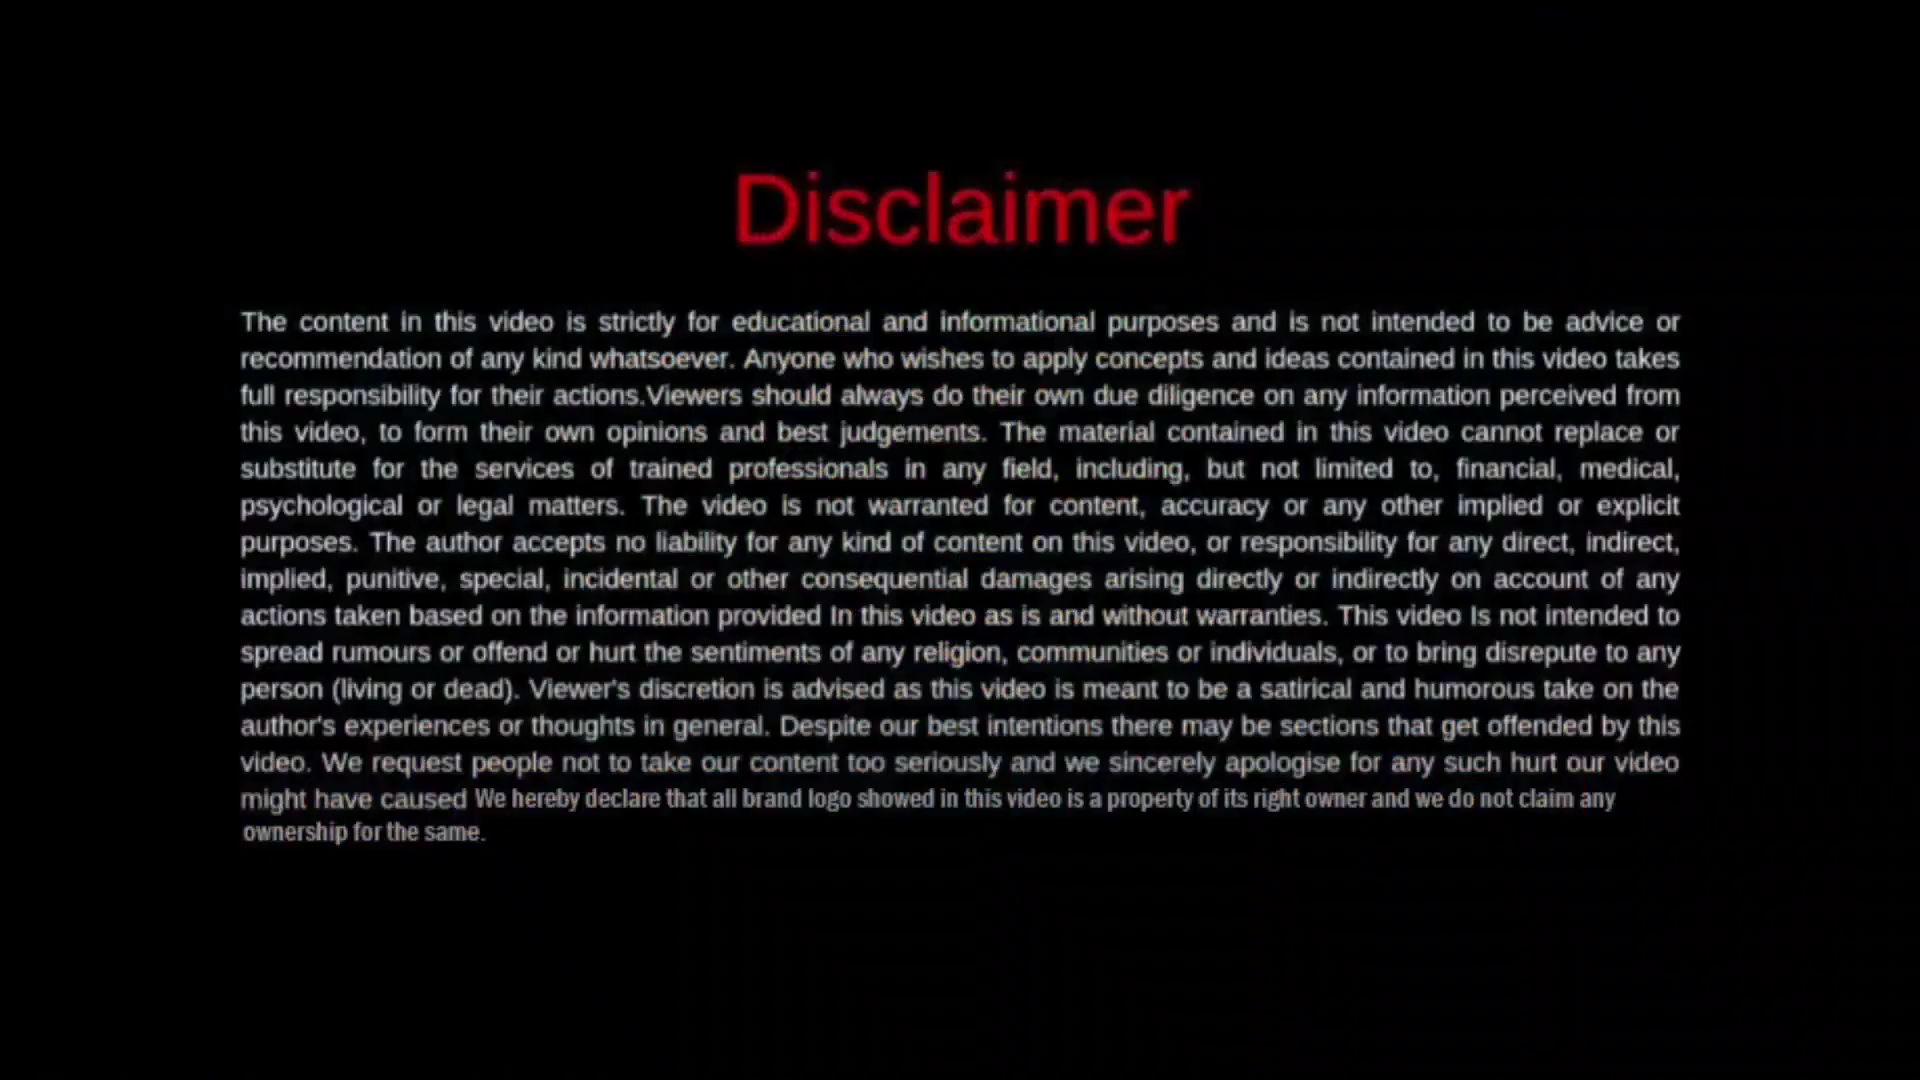 Disclaimer
The content in this video is strictly for educational and informational purposes and is not intended to be advice or
recommendation of any kind whatsoever. Anyone who wishes to apply concepts and ideas contained in this video takes
full responsibility for their actions.Viewers should always do their own due diligence on any information perceived from
this video, to form their own opinions and best judgements. The material contained in this video cannot replace or
substitute for the services of trained professionals in any field, including, but not limited to, financial, medical,
psychological or legal matters. The video is not warranted for content, accuracy or any other implied or explicit
purposes. The author accepts no liability for any kind of content on this video, or responsibility for any direct, indirect,
implied, punitive, special, incidental or other consequential damages arising directly or indirectly on account of any
actions taken based on the information provided In this video as is and without warranties. This video Is not intended to
spread rumours or offend or hurt the sentiments of any religion, communities or individuals, or to bring disrepute to any
person (living or dead). Viewer's discretion is advised as this video is meant to be a satirical and humorous take on the
author's experiences or thoughts in general. Despite our best intentions there may be sections that get offended by this
video. We request people not to take our content too seriously and we sincerely apologise for any such hurt our video
might have caused We hereby declare that all brand logo showed in this video is a property of its right owner and we do not claim any
ownership for the same.